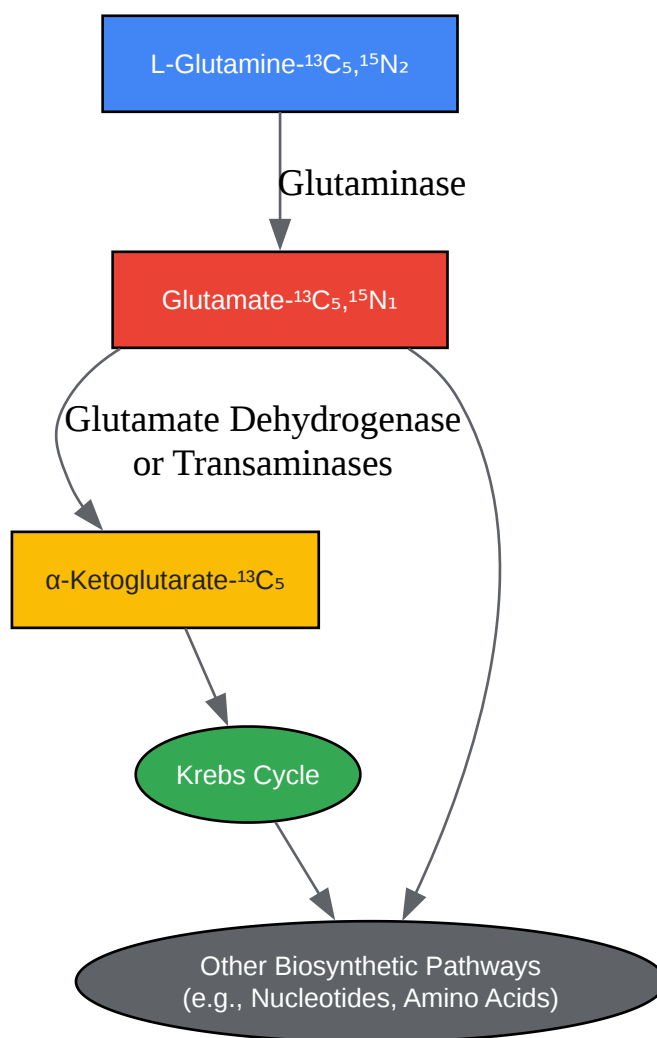 L-Glutamine-¹³C₅,¹⁵N₂
Glutaminase
Glutamate-¹³C₅,¹⁵N₁
Glutamate Dehydrogenase
or Transaminases
α-Ketoglutarate-¹³C₅
Krebs Cycle
Other Biosynthetic Pathways
(e.g., Nucleotides, Amino Acids)